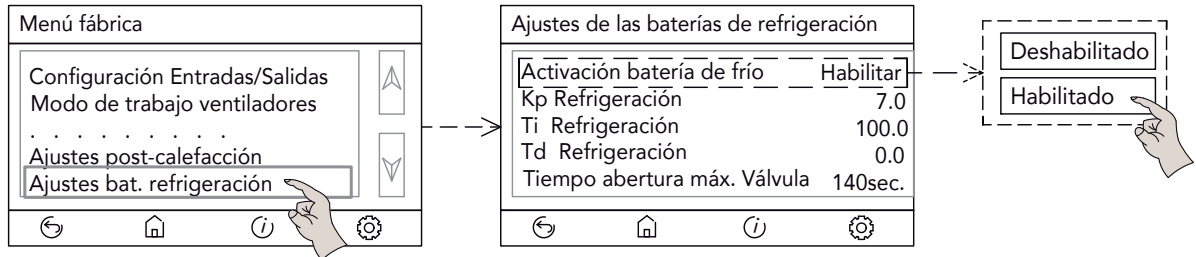 Menú fábrica
Configuración Entradas/Salidas
Modo de trabajo ventiladores
. . . . . . . . .
Ajustes post-calefacción
Ajustes bat. refrigeración
i
Ajustes de las baterías de refrigeración
Activación batería de frío Habilitar
Kp Refrigeración 7.0
Ti Refrigeración 100.0
Td Refrigeración 0.0
Tiempo abertura máx. Válvula 140sec.
i
Deshabilitado
Habilitado